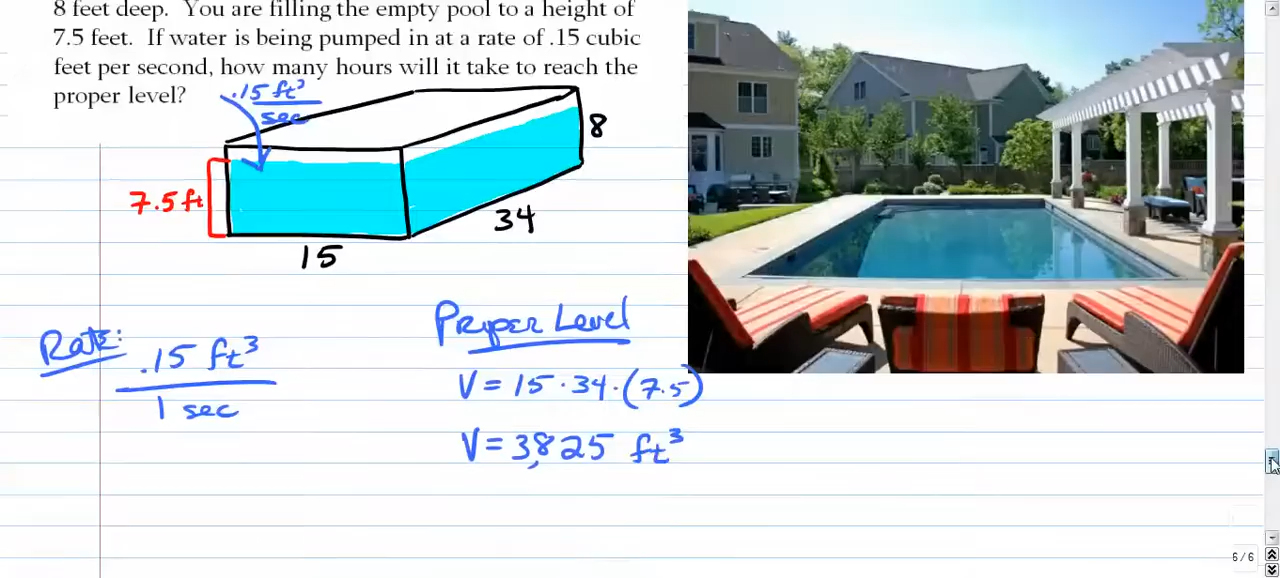 8 feet deep. You are filling the empty pool to a height of
7.5 feet. If water is being pumped in at a rate of .15 cubic
feet per second, how many hours will it take to reach the
proper level?
.15 ft³
sec
8
7.5 ft
34
15
Rate:
.15 ft³
1 sec
Proper Level
V = 15 · 34 · (7.5)
V = 3,825 ft³
6/6